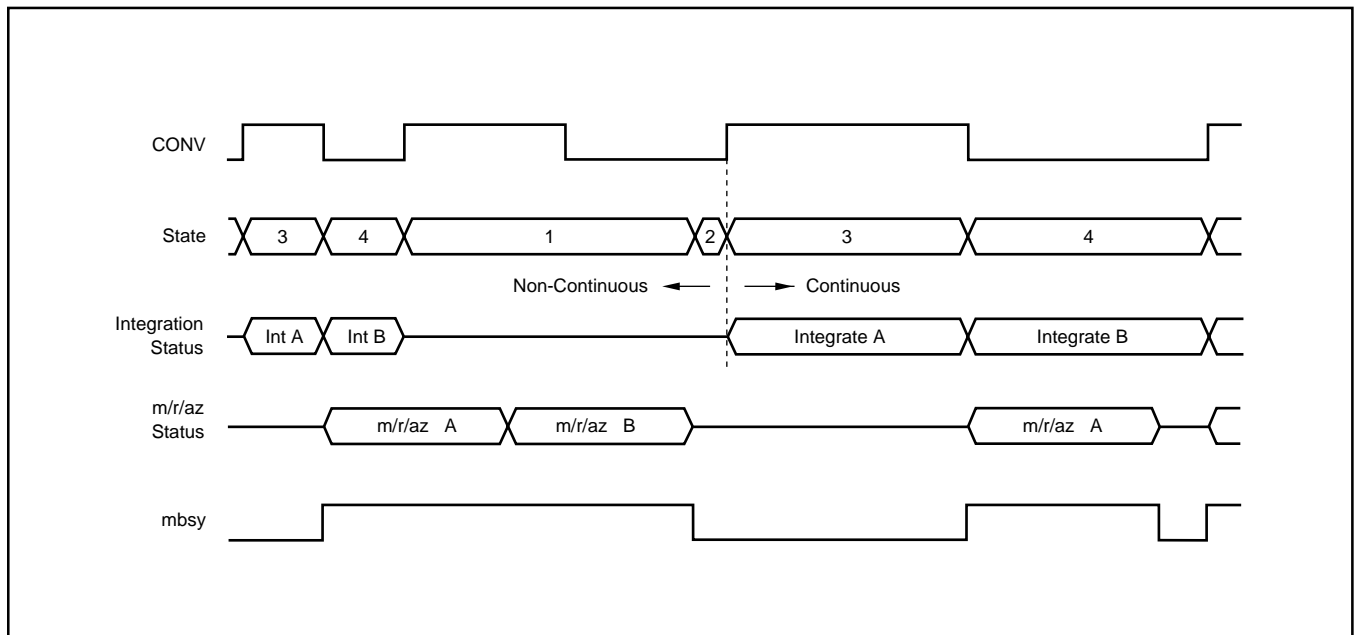 CONV
State
3
4
1
2
3
4
Non-Continuous
Continuous
Integration
Status
Int A
Int B
Integrate A
Integrate B
m/r/az
Status
m/r/az A
m/r/az B
m/r/az A
mbsy